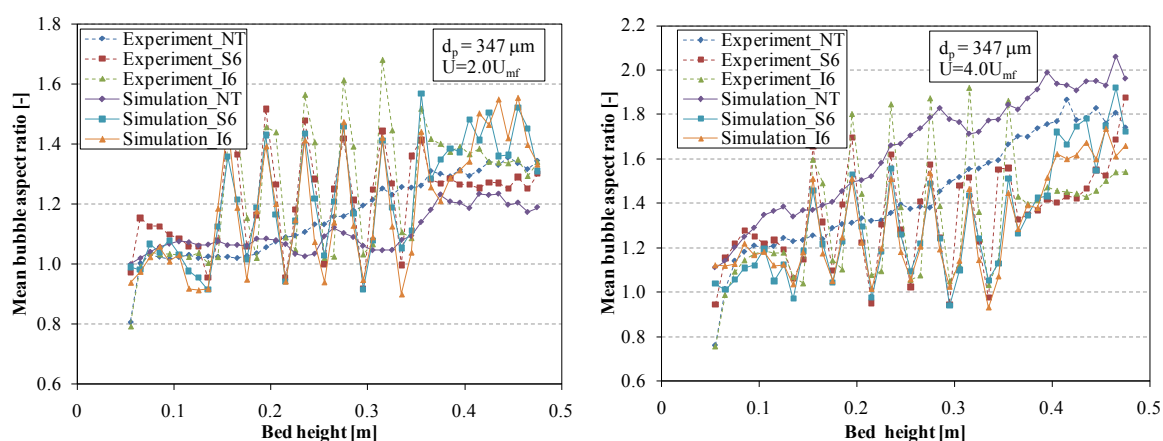 1.8
1.6
1.4
1.2
1.0
0.8
0.6
Mean bubble aspect ratio [-]
Experiment_NT
Experiment_S6
Experiment_I6
Simulation_NT
Simulation_S6
Simulation_I6
dp = 347 μm
U=2.0Umf
0 0.1 0.2 0.3 0.4 0.5
Bed height [m]
2.2
2.0
1.8
1.6
1.4
1.2
1.0
0.8
0.6
Mean bubble aspect ratio [-]
Experiment_NT
Experiment_S6
Experiment_I6
Simulation_NT
Simulation_S6
Simulation_I6
dp = 347 μm
U=4.0Umf
0 0.1 0.2 0.3 0.4 0.5
Bed height [m]